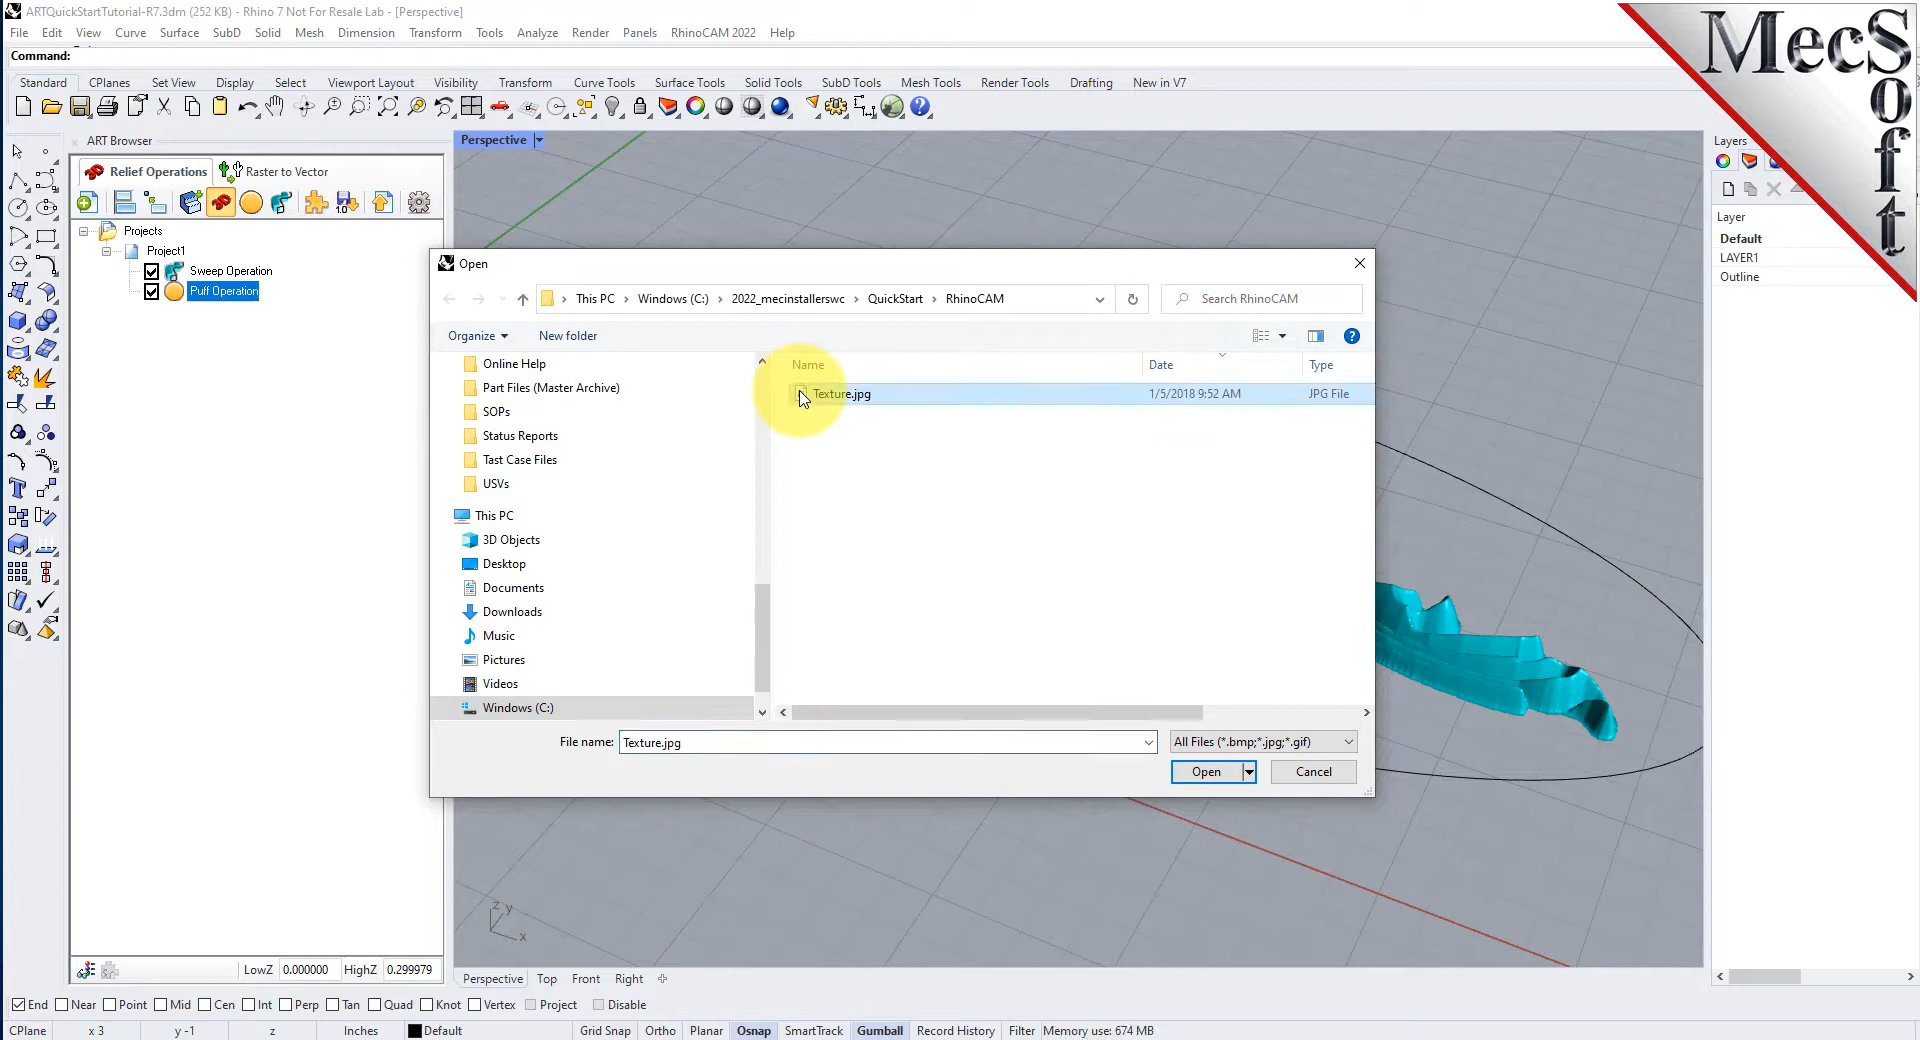 ARTQuickStartTutorial-R7.3dm (252 KB) - Rhino 7 Not For Resale Lab - [Perspective]
File Edit View Curve Surface SubD Solid Mesh Dimension Transform Tools Analyze Render Panels RhinoCAM 2022 Help
Command:
Standard CPlanes Set View Display Select Viewport Layout Visibility Transform Curve Tools Surface Tools Solid Tools SubD Tools Mesh Tools Render Tools Drafting New in V7
MecSoft
ART Browser
Relief Operations Raster to Vector
1.0
Projects
Project1
Sweep Operation
Puff Operation
LowZ 0.000000 HighZ 0.299979
Perspective
Open
This PC > Windows (C:) > 2022_mecinstallerswc > QuickStart > RhinoCAM
Search RhinoCAM
Organize New folder
Online Help
Part Files (Master Archive)
SOPs
Status Reports
Tast Case Files
USVs
This PC
3D Objects
Desktop
Documents
Downloads
Music
Pictures
Videos
Windows (C:)
Name Date Type
Texture.jpg 1/5/2018 9:52 AM JPG File
File name: Texture.jpg All Files (*.bmp;*.jpg;*.gif)
Open Cancel
z y
x
Layers
Layer
Default
LAYER1
Outline
Perspective Top Front Right
End Near Point Mid Cen Int Perp Tan Quad Knot Vertex Project Disable
CPlane x 3 y -1 z Inches Default Grid Snap Ortho Planar Osnap SmartTrack Gumball Record History Filter Memory use: 674 MB